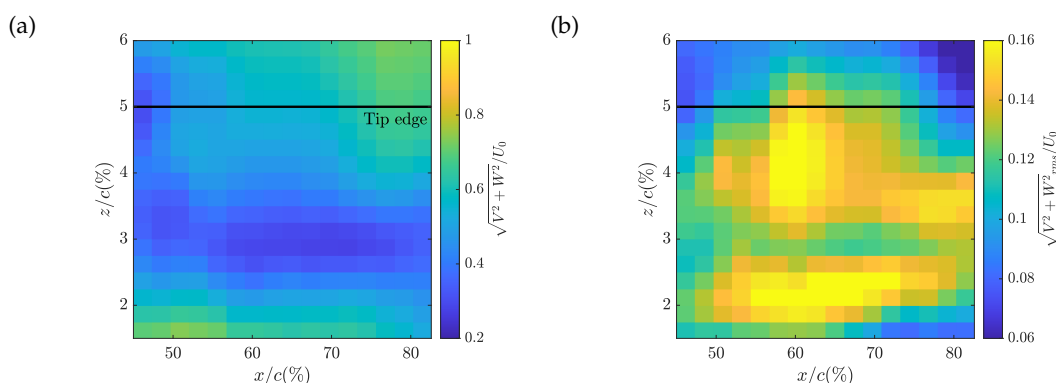 (a)
6
5
4
3
2
z/c(%)
50 60 70 80
x/c(%)
Tip edge
1
0.8
0.6
0.4
0.2
√V² + W²/U₀
(b)
6
5
4
3
2
z/c(%)
50 60 70 80
x/c(%)
0.16
0.14
0.12
0.1
0.08
0.06
√V² + W²ᵣₘₛ/U₀